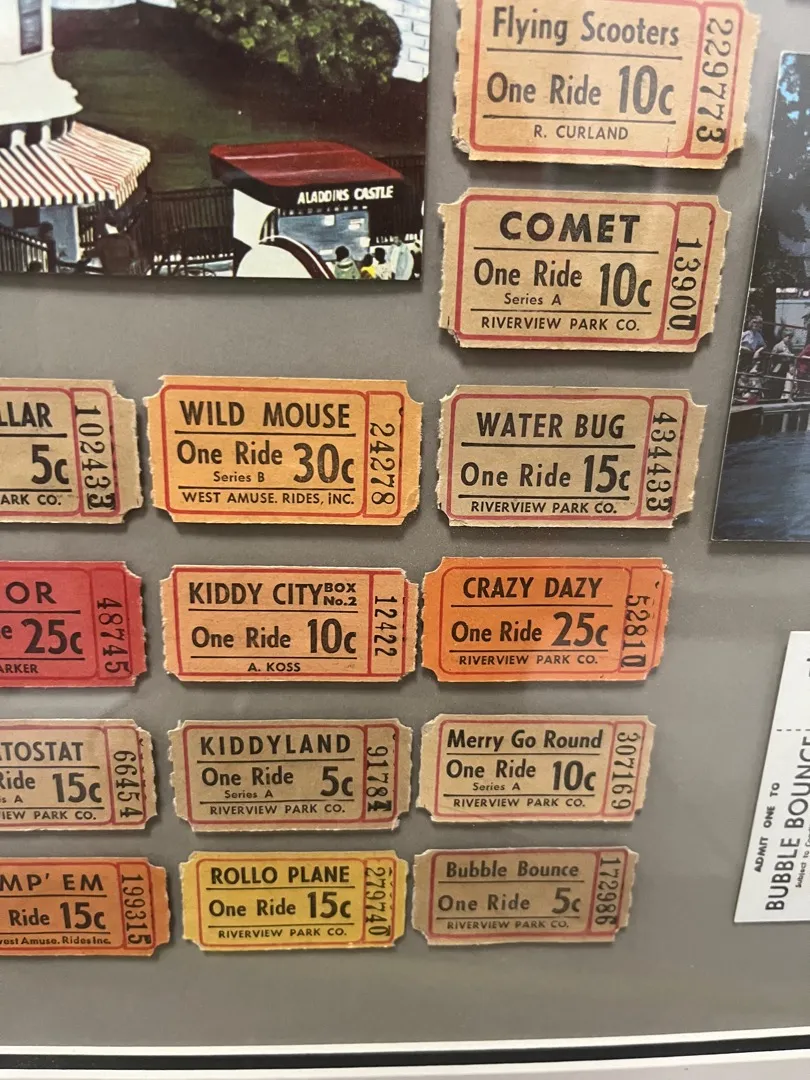 Flying Scooters
One Ride 10c
R. CURLAND
229773
ALADDINS CASTLE
COMET
One Ride 10c
Series A
RIVERVIEW PARK CO.
13900
LLAR
5c
ARK CO.
102433
WILD MOUSE
One Ride 30c
Series B
WEST AMUSE. RIDES, INC.
24278
WATER BUG
One Ride 15c
RIVERVIEW PARK CO.
434433
OR
e 25c
ARKER
48745
KIDDY CITY BOX No.2
One Ride 10c
A. KOSS
12422
CRAZY DAZY
One Ride 25c
RIVERVIEW PARK CO.
52810
TOSTAT
Ride 15c
s A
IEW PARK CO.
66454
KIDDYLAND
One Ride 5c
Series A
RIVERVIEW PARK CO.
91784
Merry Go Round
One Ride 10c
Series A
RIVERVIEW PARK CO.
307169
MP' EM
Ride 15c
est Amuse. Rides Inc.
199315
ROLLO PLANE
One Ride 15c
RIVERVIEW PARK CO.
279740
Bubble Bounce
One Ride 5c
RIVERVIEW PARK CO.
172986
ADMIT ONE TO
BUBBLE BOUNCE